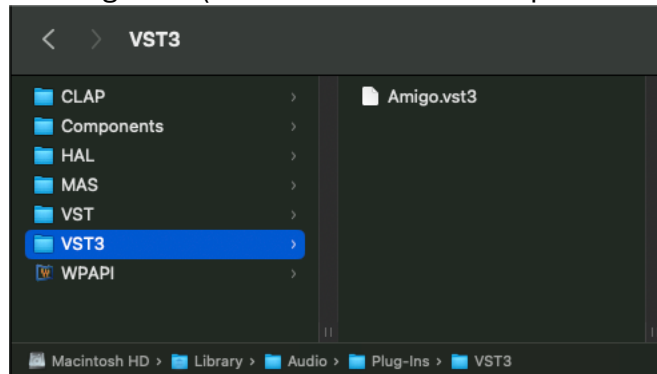 VST3
CLAP
Components
HAL
MAS
VST
VST3
WPAPI
Amigo.vst3
Macintosh HD › Library › Audio › Plug-Ins › VST3